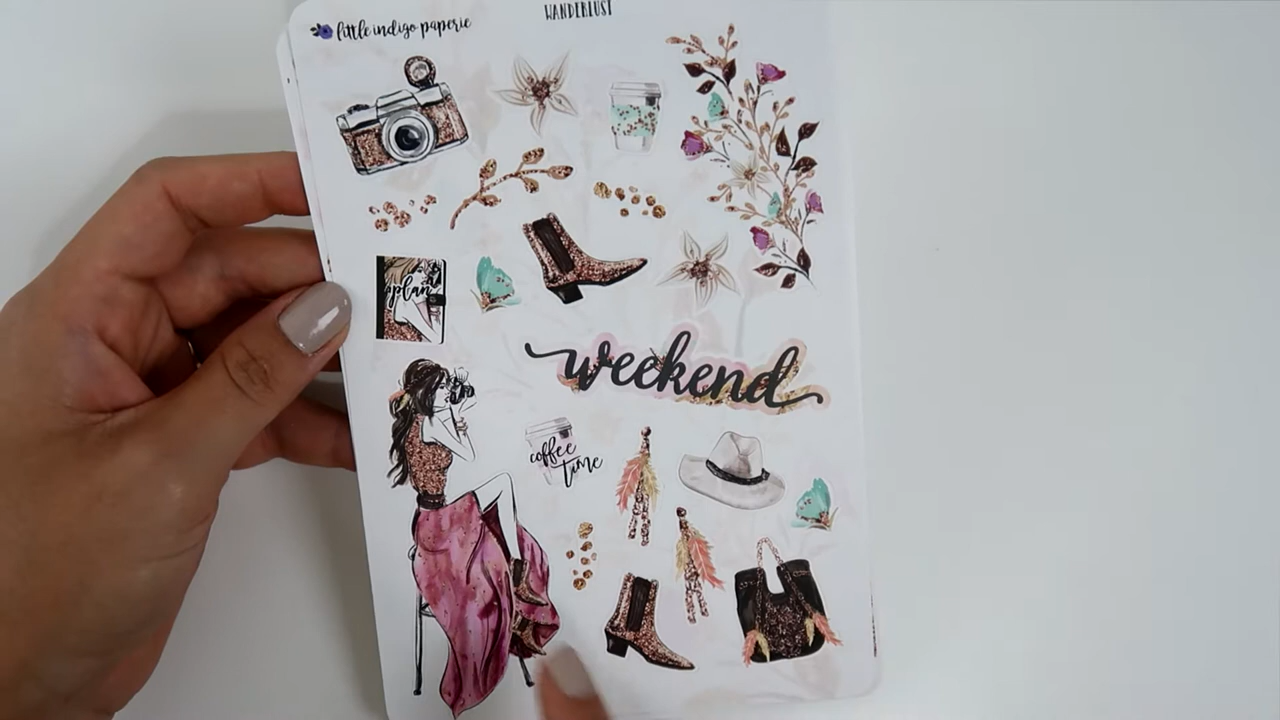 little indigo paperie
WANDERLUST
plan
weekend
coffee
time